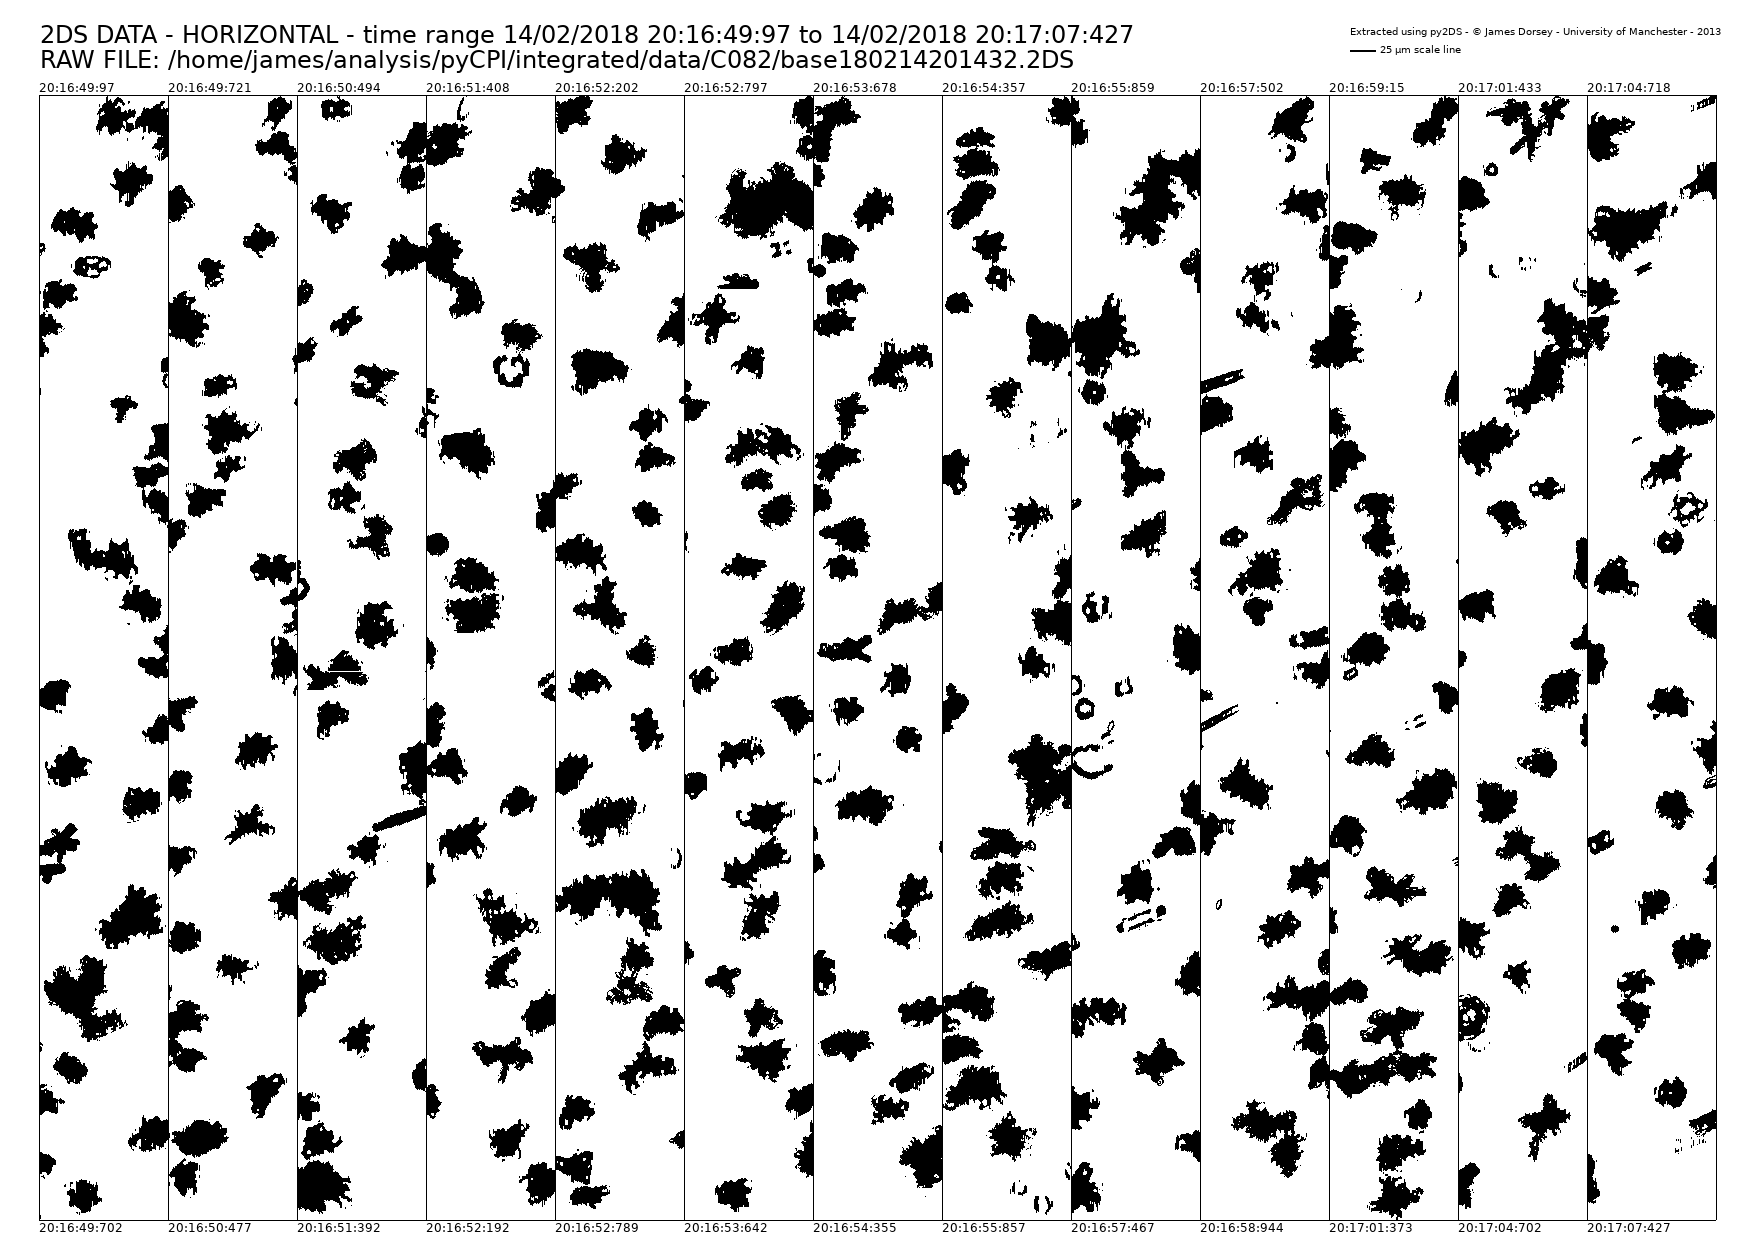 2DS DATA - HORIZONTAL - time range 14/02/2018 20:16:49:97 to 14/02/2018 20:17:07:427
RAW FILE: /home/james/analysis/pyCPI/integrated/data/C082/base180214201432.2DS
Extracted using py2DS - © James Dorsey - University of Manchester - 2013
25 µm scale line
20:16:49:97 20:16:49:721 20:16:50:494 20:16:51:408 20:16:52:202 20:16:52:797 20:16:53:678 20:16:54:357 20:16:55:859 20:16:57:502 20:16:59:15 20:17:01:433 20:17:04:718
20:16:49:702 20:16:50:477 20:16:51:392 20:16:52:192 20:16:52:789 20:16:53:642 20:16:54:355 20:16:55:857 20:16:57:467 20:16:58:944 20:17:01:373 20:17:04:702 20:17:07:427